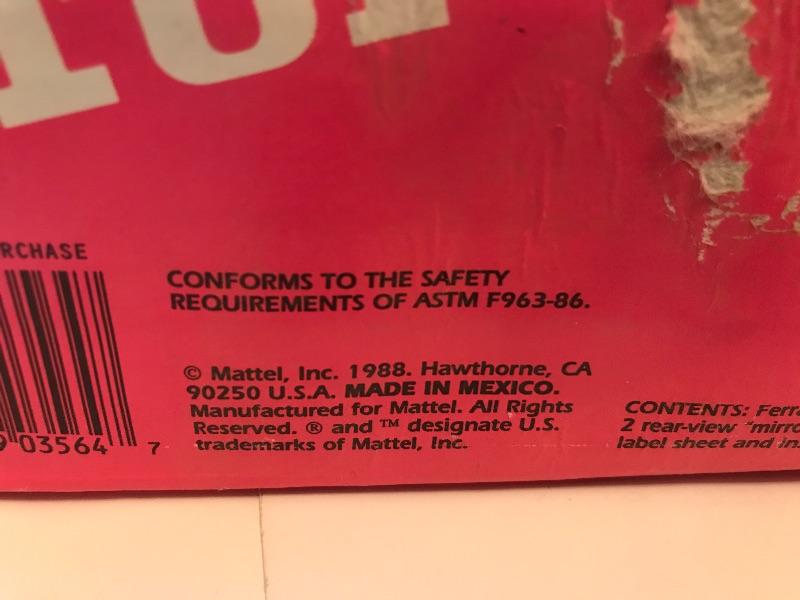 RCHASE
CONFORMS TO THE SAFETY
REQUIREMENTS OF ASTM F963-86.
© Mattel, Inc. 1988. Hawthorne, CA
90250 U.S.A. MADE IN MEXICO.
Manufactured for Mattel. All Rights
Reserved. ® and ™ designate U.S.
trademarks of Mattel, Inc.
03564 7
CONTENTS: Ferra
2 rear-view "mirro
label sheet and in